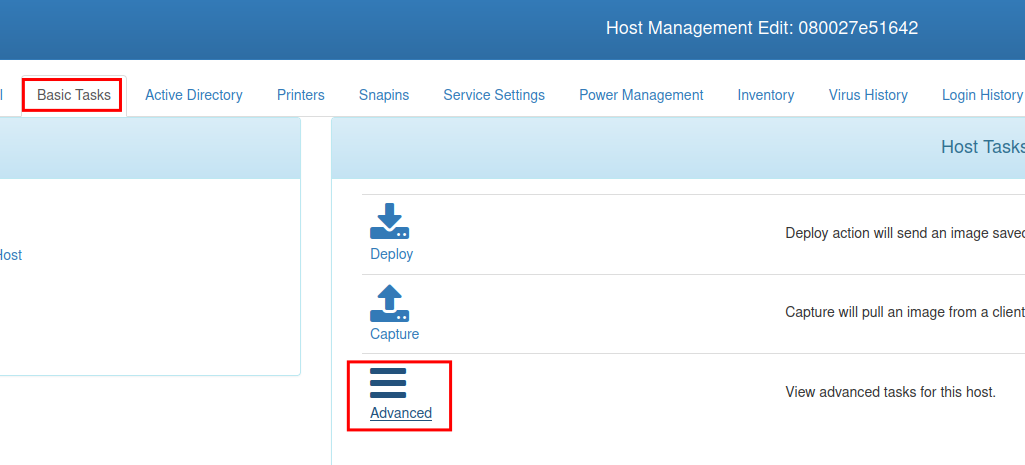 Host Management Edit: 080027e51642
Basic Tasks Active Directory Printers Snapins Service Settings Power Management Inventory Virus History Login History
Host Tasks
Host
Deploy
Deploy action will send an image saved
Capture
Capture will pull an image from a client
Advanced
View advanced tasks for this host.